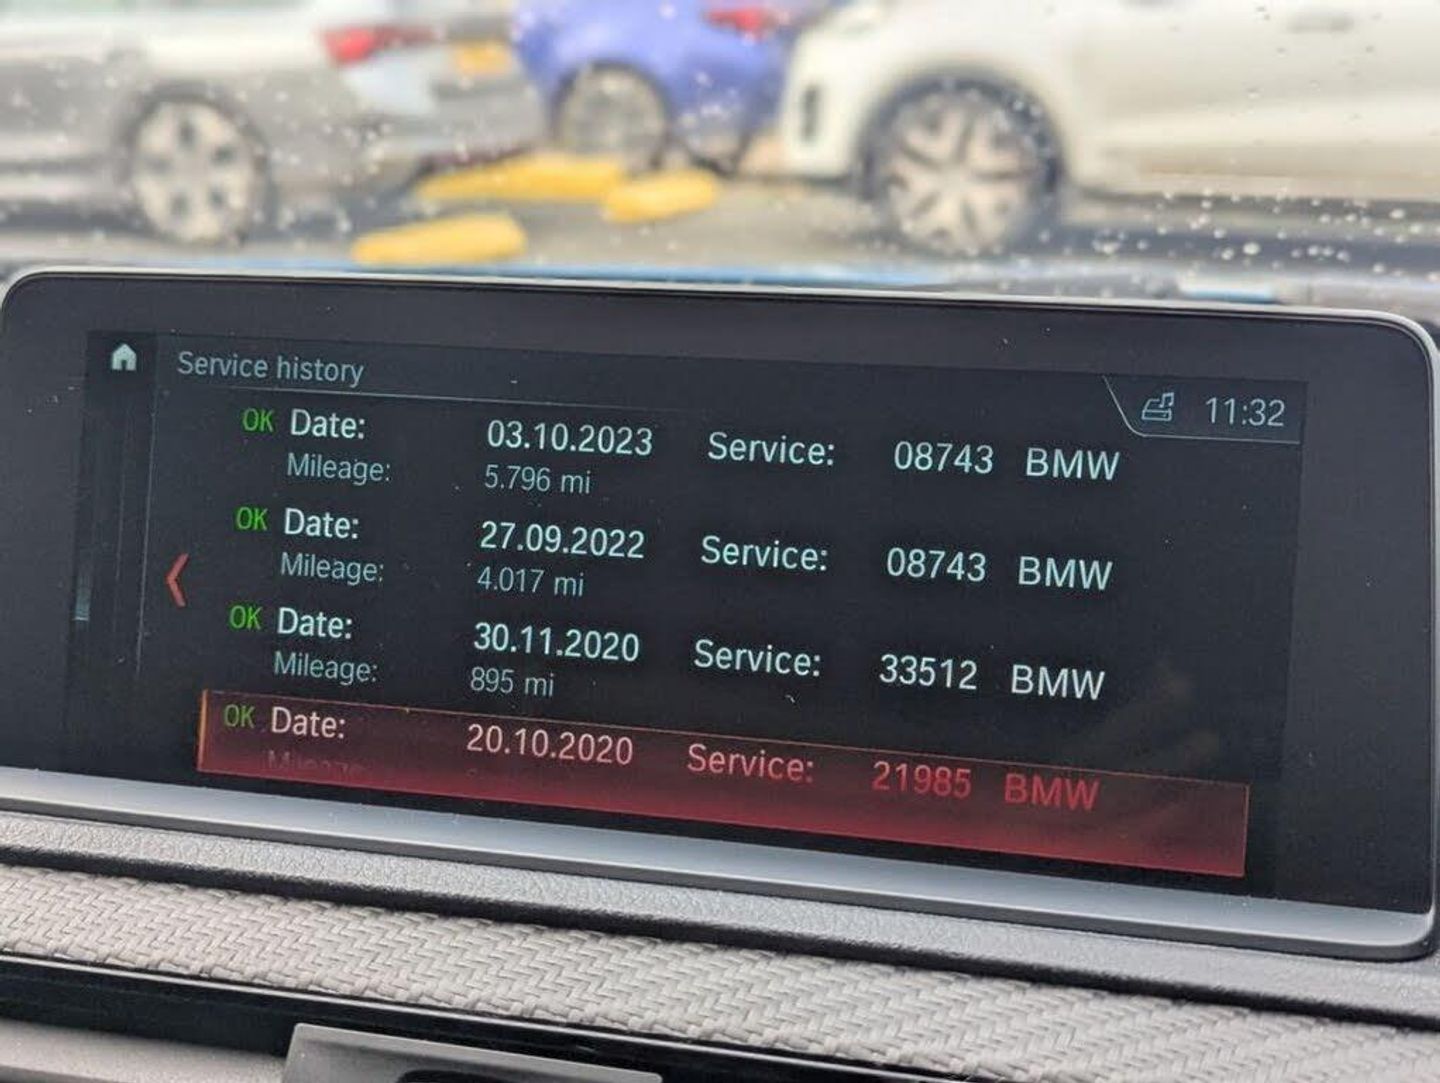 Service history
11:32
OK Date: 03.10.2023 Service: 08743 BMW
Mileage: 5.796 mi
OK Date: 27.09.2022 Service: 08743 BMW
Mileage: 4.017 mi
OK Date: 30.11.2020 Service: 33512 BMW
Mileage: 895 mi
OK Date: 20.10.2020 Service: 21985 BMW